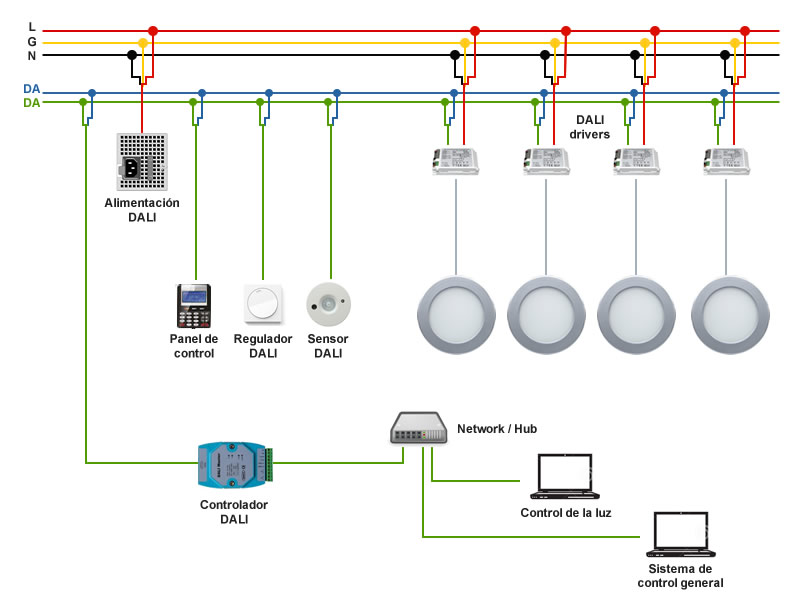 L
G
N
DA
DA
DALI
drivers
Alimentación
DALI
Panel de
control
Regulador
DALI
Sensor
DALI
Network / Hub
Controlador
DALI
Control de la luz
Sistema de
control general